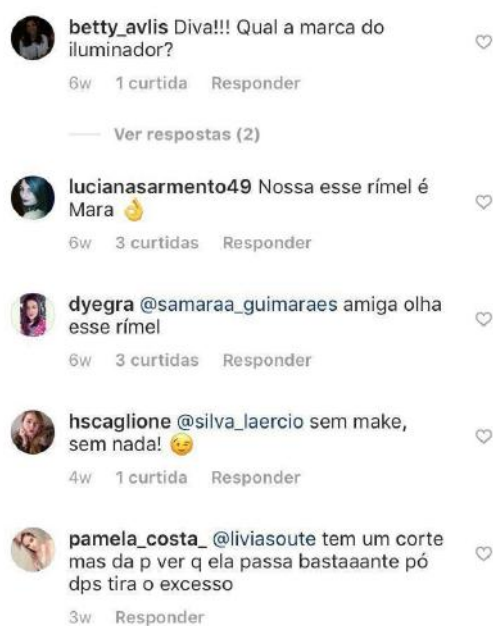 betty_avlis Diva!!! Qual a marca do
iluminador?
6w 1 curtida Responder
Ver respostas (2)
lucianasarmento49 Nossa esse rímel é
Mara 👌
6w 3 curtidas Responder
dyegra @samaraa_guimaraes amiga olha
esse rímel
6w 3 curtidas Responder
hscaglione @silva_laercio sem make,
sem nada! 😉
4w 1 curtida Responder
pamela_costa_ @liviasoute tem um corte
mas da p ver q ela passa bastaaante pó
dps tira o excesso
3w Responder